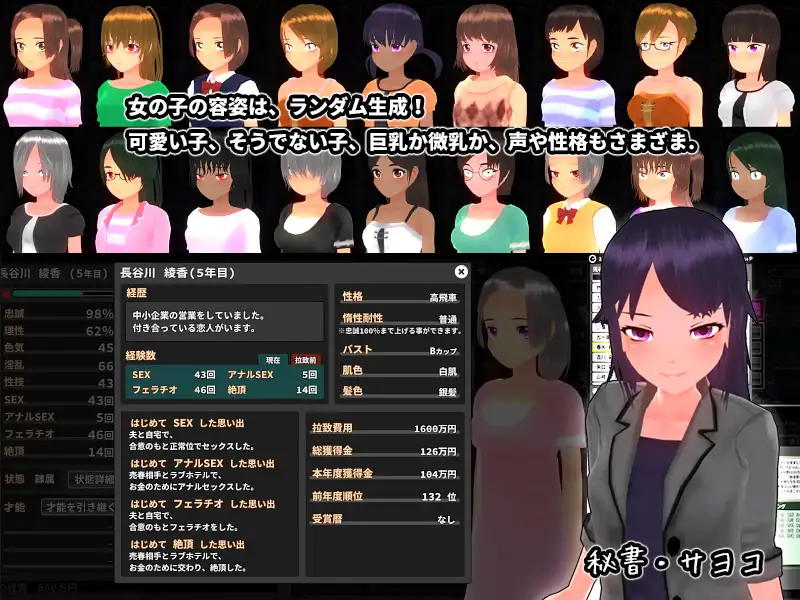 女の子の容姿は、ランダム生成！
可愛い子、そうでない子、巨乳か微乳か、声や性格もさまざま．
長谷川 綾香 (5年目)
忠誠 98%
理性 62%
色気 45
淫乱 66
性技 43
SEX 43回
アナルSEX 5回
フェラチオ 46回
絶頂 14回
状態 隷属 状態詳細
才能 才能を引き継ぐ
長谷川 綾香(5年目)
経歴
中小企業の営業をしていました。
付き合っている恋人がいます。
経験数 現在 拉致前
SEX 43回 アナルSEX 5回
フェラチオ 46回 絶頂 14回
性格 高飛車
惰性耐性 普通
※忠誠100％まで上げる事ができます。
バスト Bカップ
肌色 白肌
髪色 銀髪
はじめて SEX した思い出
夫と自宅で、
合意のもと正常位でセックスした。
はじめて アナルSEX した思い出
売春相手とラブホテルで、
お金のためにアナルセックスした。
はじめて フェラチオ した思い出
夫と自宅で、
合意のもとフェラチオをした。
はじめて 絶頂 した思い出
売春相手とラブホテルで、
お金のために交わり、絶頂した。
拉致費用 1600万円
総獲得金 126万円
本年度獲得金 104万円
前年度順位 132 位
受賞暦 なし
秘書・サヨコ